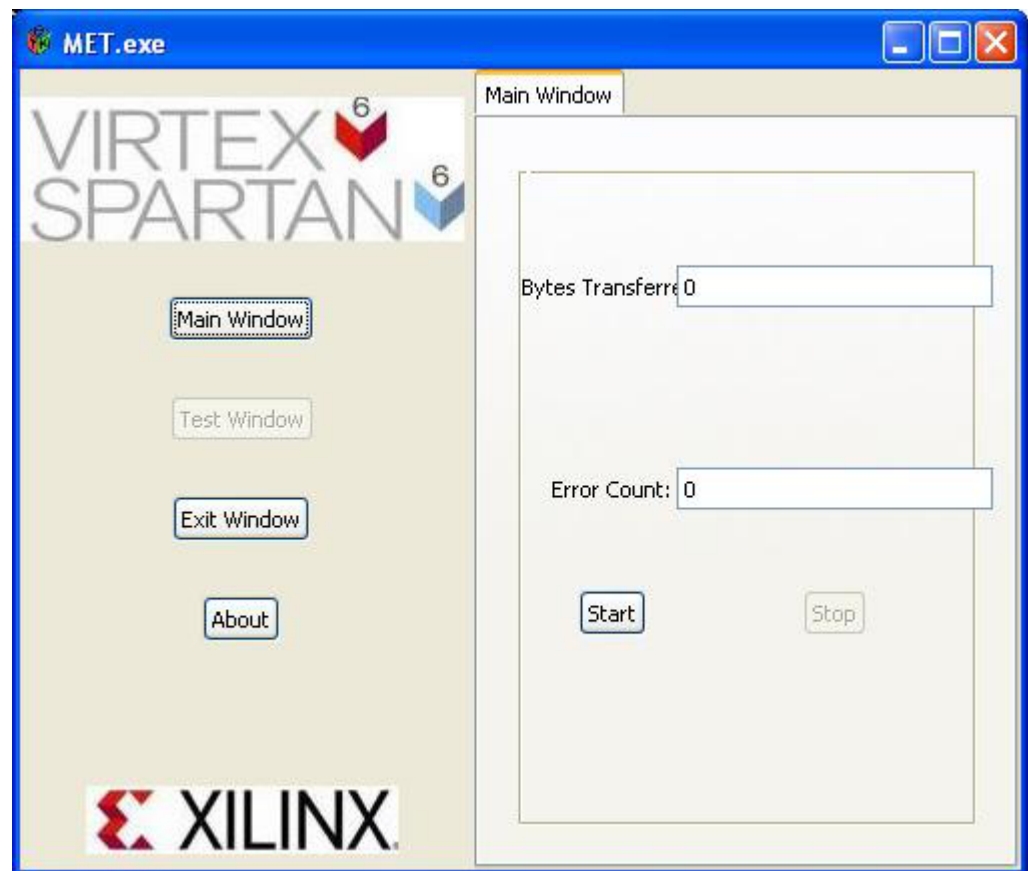 MET.exe
VIRTEX 6
SPARTAN 6
Main Window
Test Window
Exit Window
About
XILINX
Main Window
Bytes Transferre 0
Error Count: 0
Start Stop